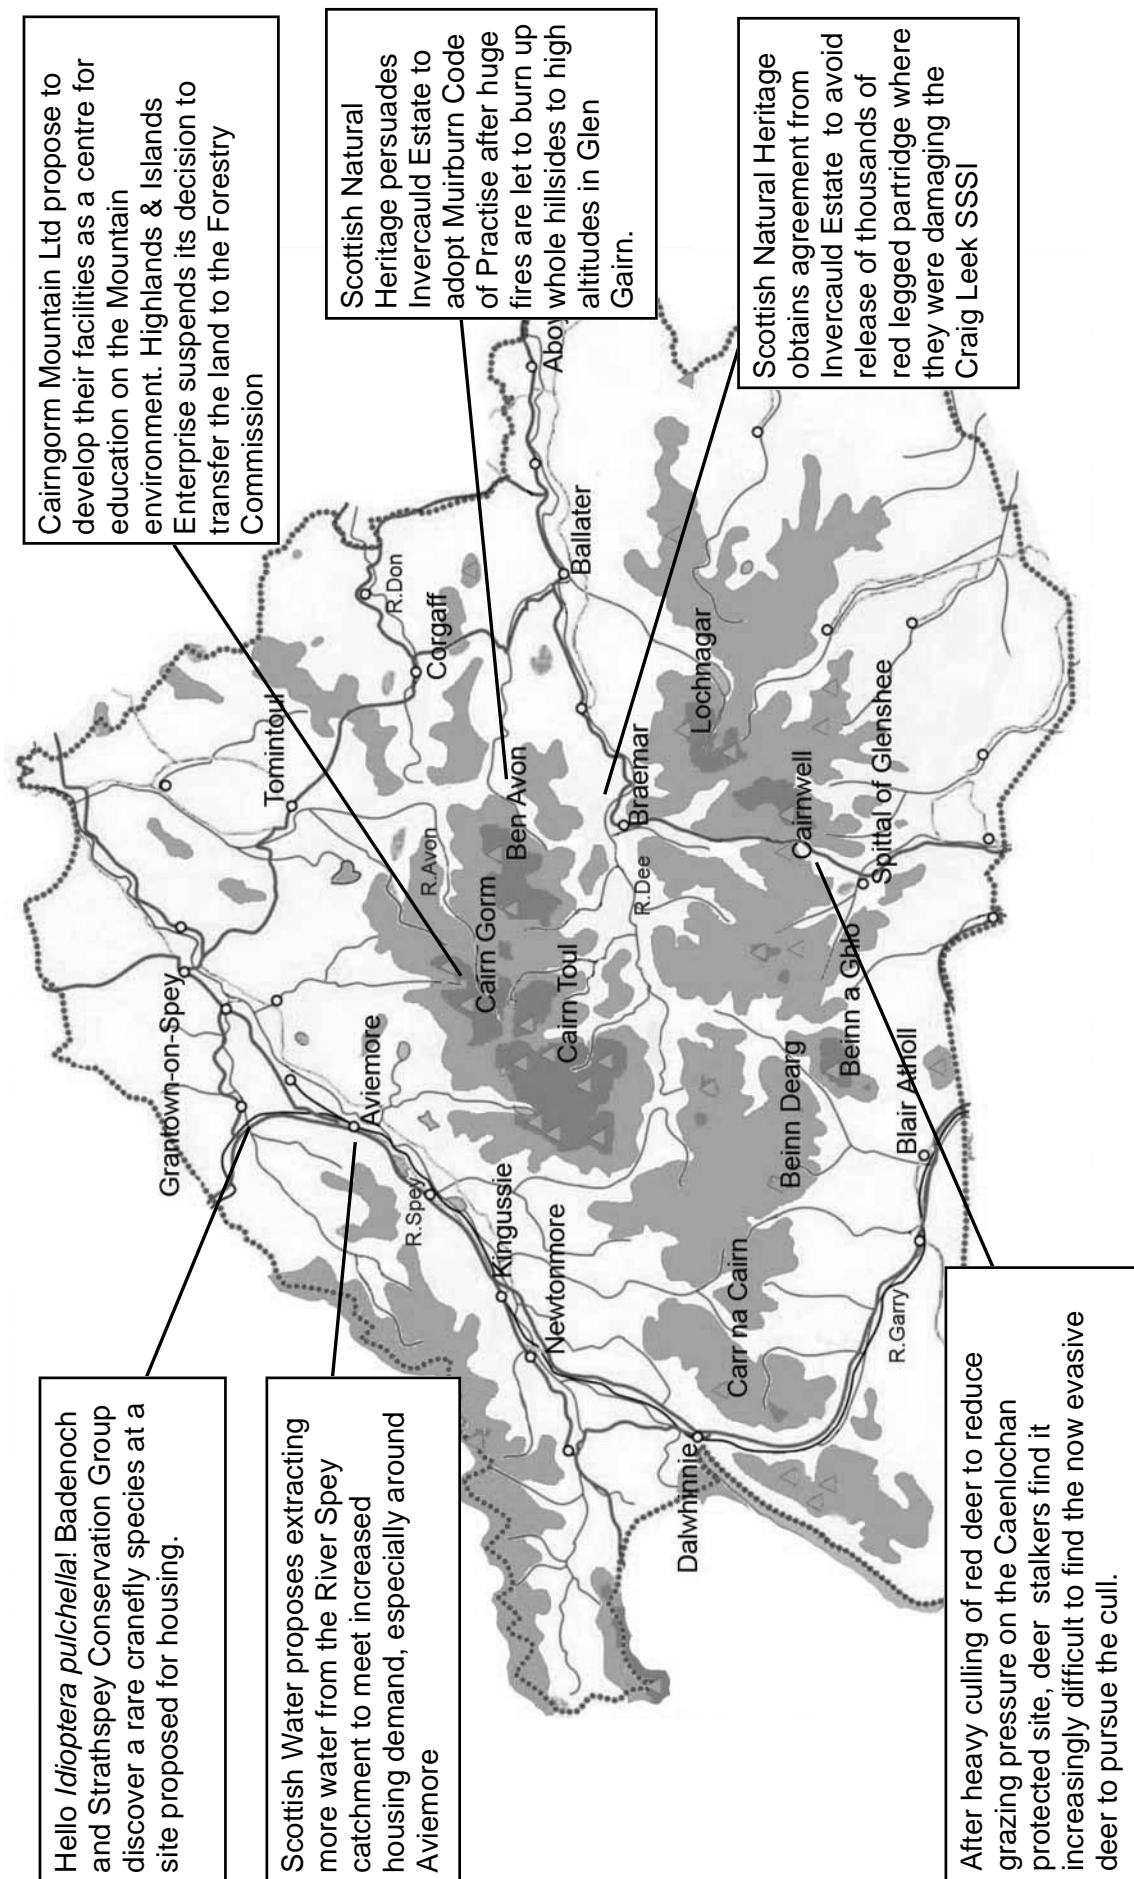 Hello Idioptera pulchella! Badenoch
and Strathspey Conservation Group
discover a rare cranefly species at a
site proposed for housing.
Scottish Water proposes extracting
more water from the River Spey
catchment to meet increased
housing demand, especially around
Aviemore
After heavy culling of red deer to reduce
grazing pressure on the Caenlochan
protected site, deer stalkers find it
increasingly difficult to find the now evasive
deer to pursue the cull.
Cairngorm Mountain Ltd propose to
develop their facilities as a centre for
education on the Mountain
environment. Highlands & Islands
Enterprise suspends its decision to
transfer the land to the Forestry
Commission
Scottish Natural
Heritage persuades
Invercauld Estate to
adopt Muirburn Code
of Practise after huge
fires are let to burn up
whole hillsides to high
altitudes in Glen
Gairn.
Scottish Natural Heritage
obtains agreement from
Invercauld Estate to avoid
release of thousands of
red legged partridge where
they were damaging the
Craig Leek SSSI
Grantown-on-Spey
Tomintoul
R.Don
Corgaff
Aviemore
R.Avon
R.Spey
Cairn Gorm
Ben Avon
Ballater
Aboy
Kingussie
Newtonmore
Cairn Toul
R.Dee
Braemar
Lochnagar
Dalwhinnie
Carr na Cairn
Beinn Dearg
Beinn a Ghlo
Cairnwell
Spittal of Glenshee
R.Garry
Blair Atholl